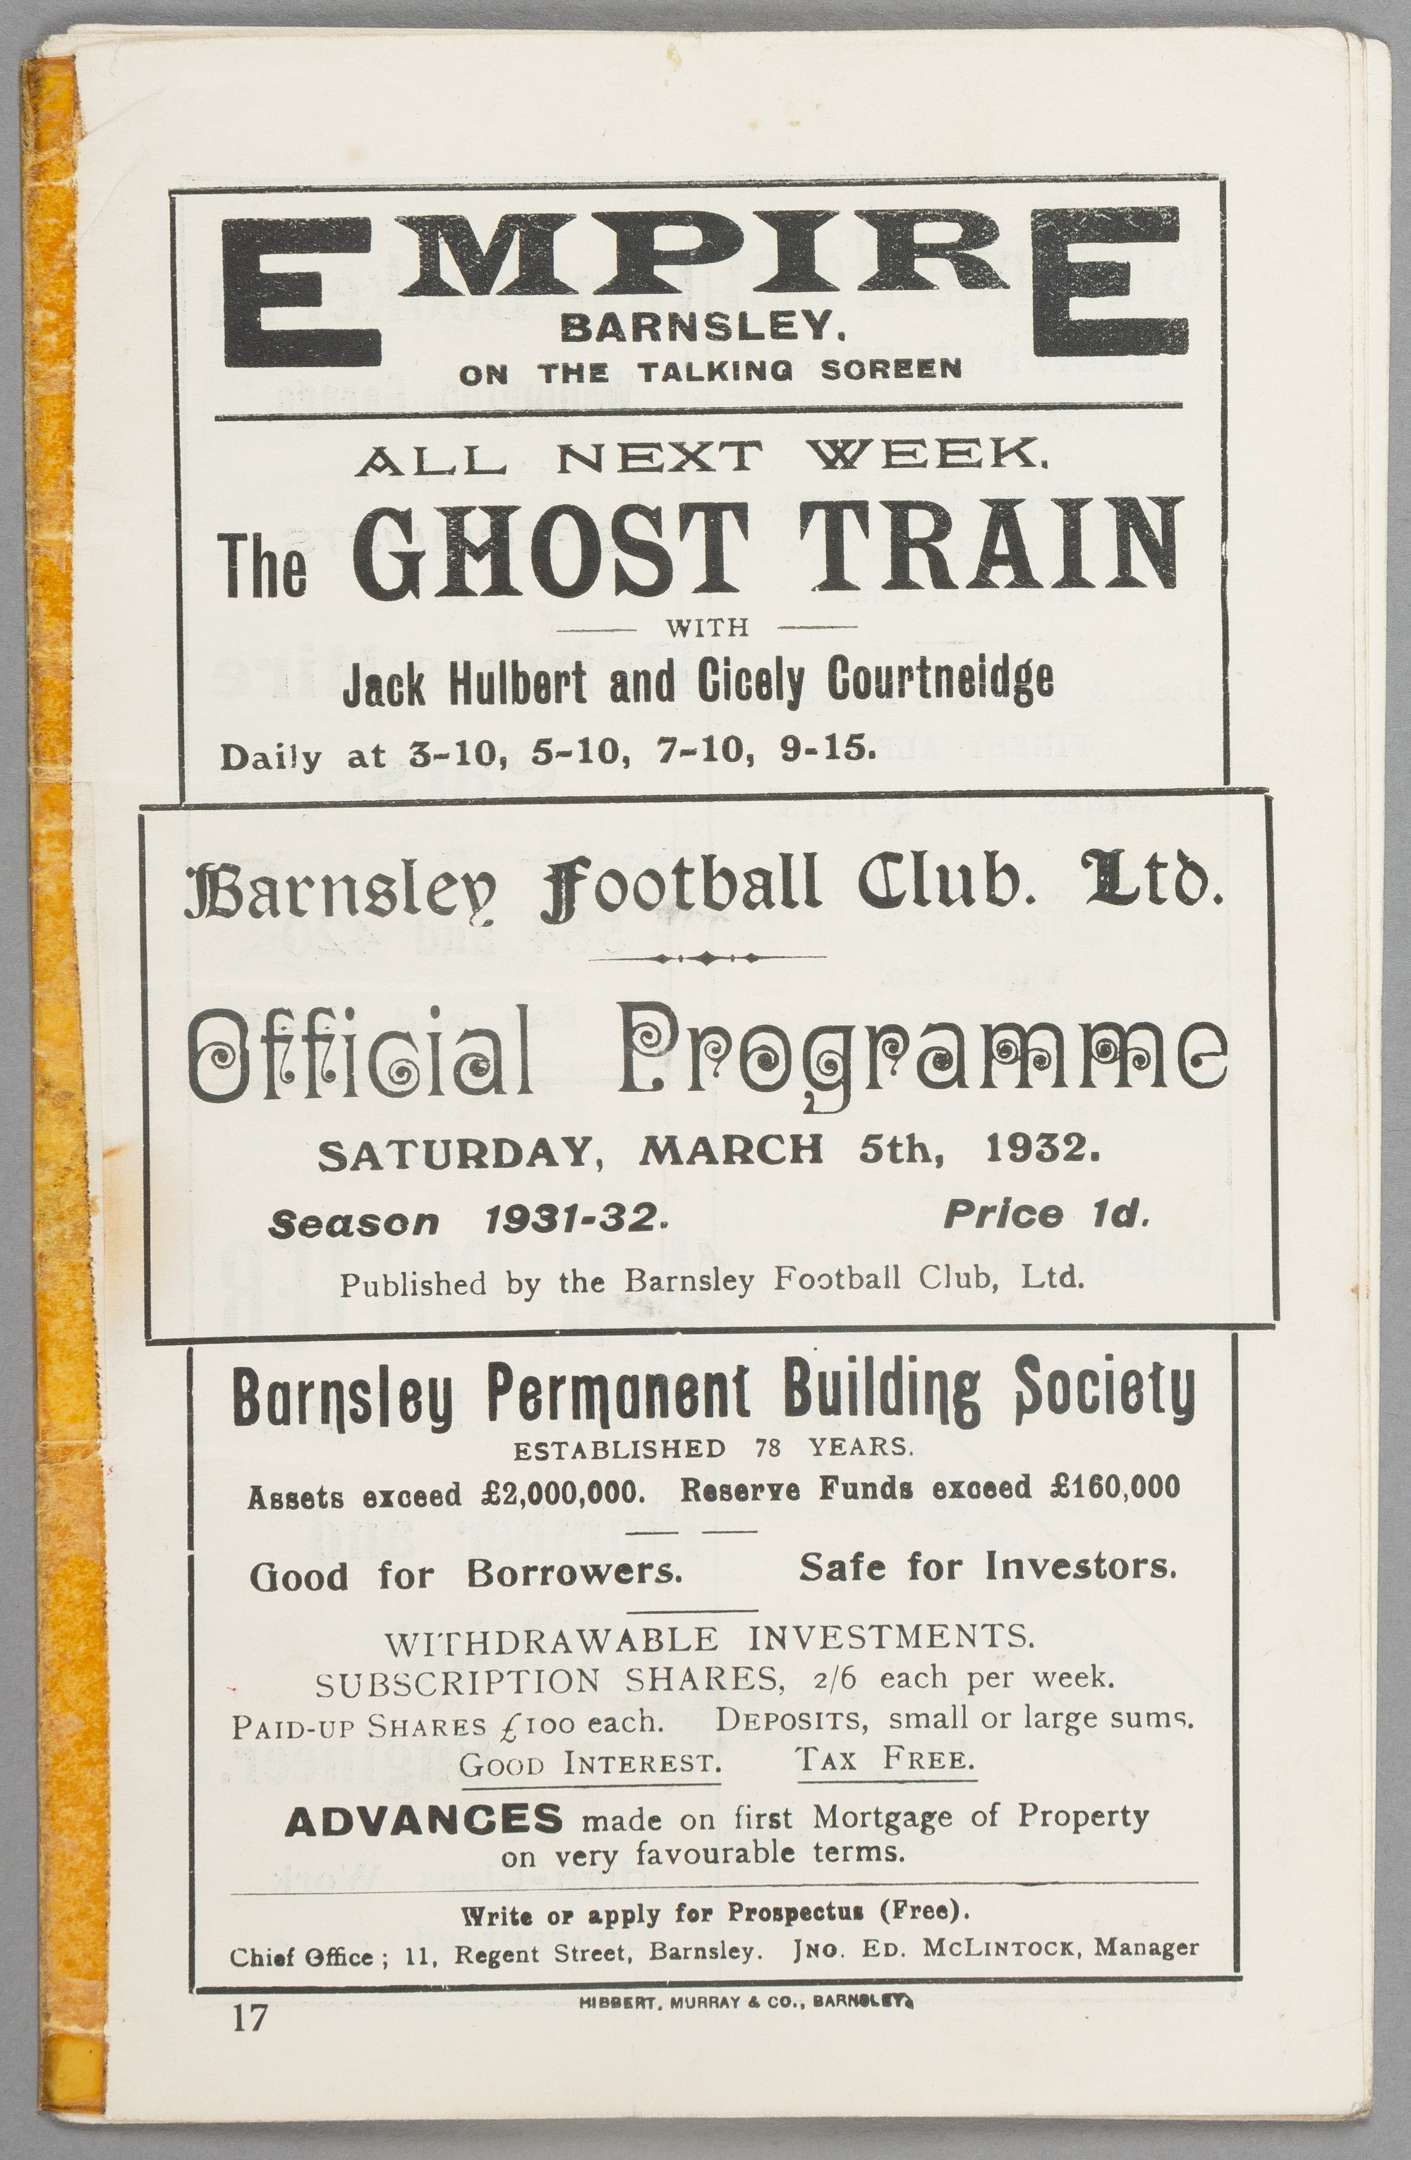 EMPIRE
BARNSLEY.
ON THE TALKING SCREEN
ALL NEXT WEEK.
The GHOST TRAIN
WITH
Jack Hulbert and Cicely Courtneidge
Daily at 3-10, 5-10, 7-10, 9-15.
Barnsley Football Club. Ltd.
Official Programme
SATURDAY, MARCH 5th, 1932.
Season 1931-32. Price 1d.
Published by the Barnsley Football Club, Ltd.
Barnsley Permanent Building Society
ESTABLISHED 78 YEARS.
Assets exceed £2,000,000. Reserve Funds exceed £160,000
Good for Borrowers. Safe for Investors.
WITHDRAWABLE INVESTMENTS.
SUBSCRIPTION SHARES, 2/6 each per week.
PAID-UP SHARES £100 each. DEPOSITS, small or large sums.
GOOD INTEREST. TAX FREE.
ADVANCES made on first Mortgage of Property
on very favourable terms.
Write or apply for Prospectus (Free).
Chief Office; 11, Regent Street, Barnsley. JNO. ED. MCLINTOCK, Manager
HIBBERT, MURRAY & CO., BARNSLEY.
17